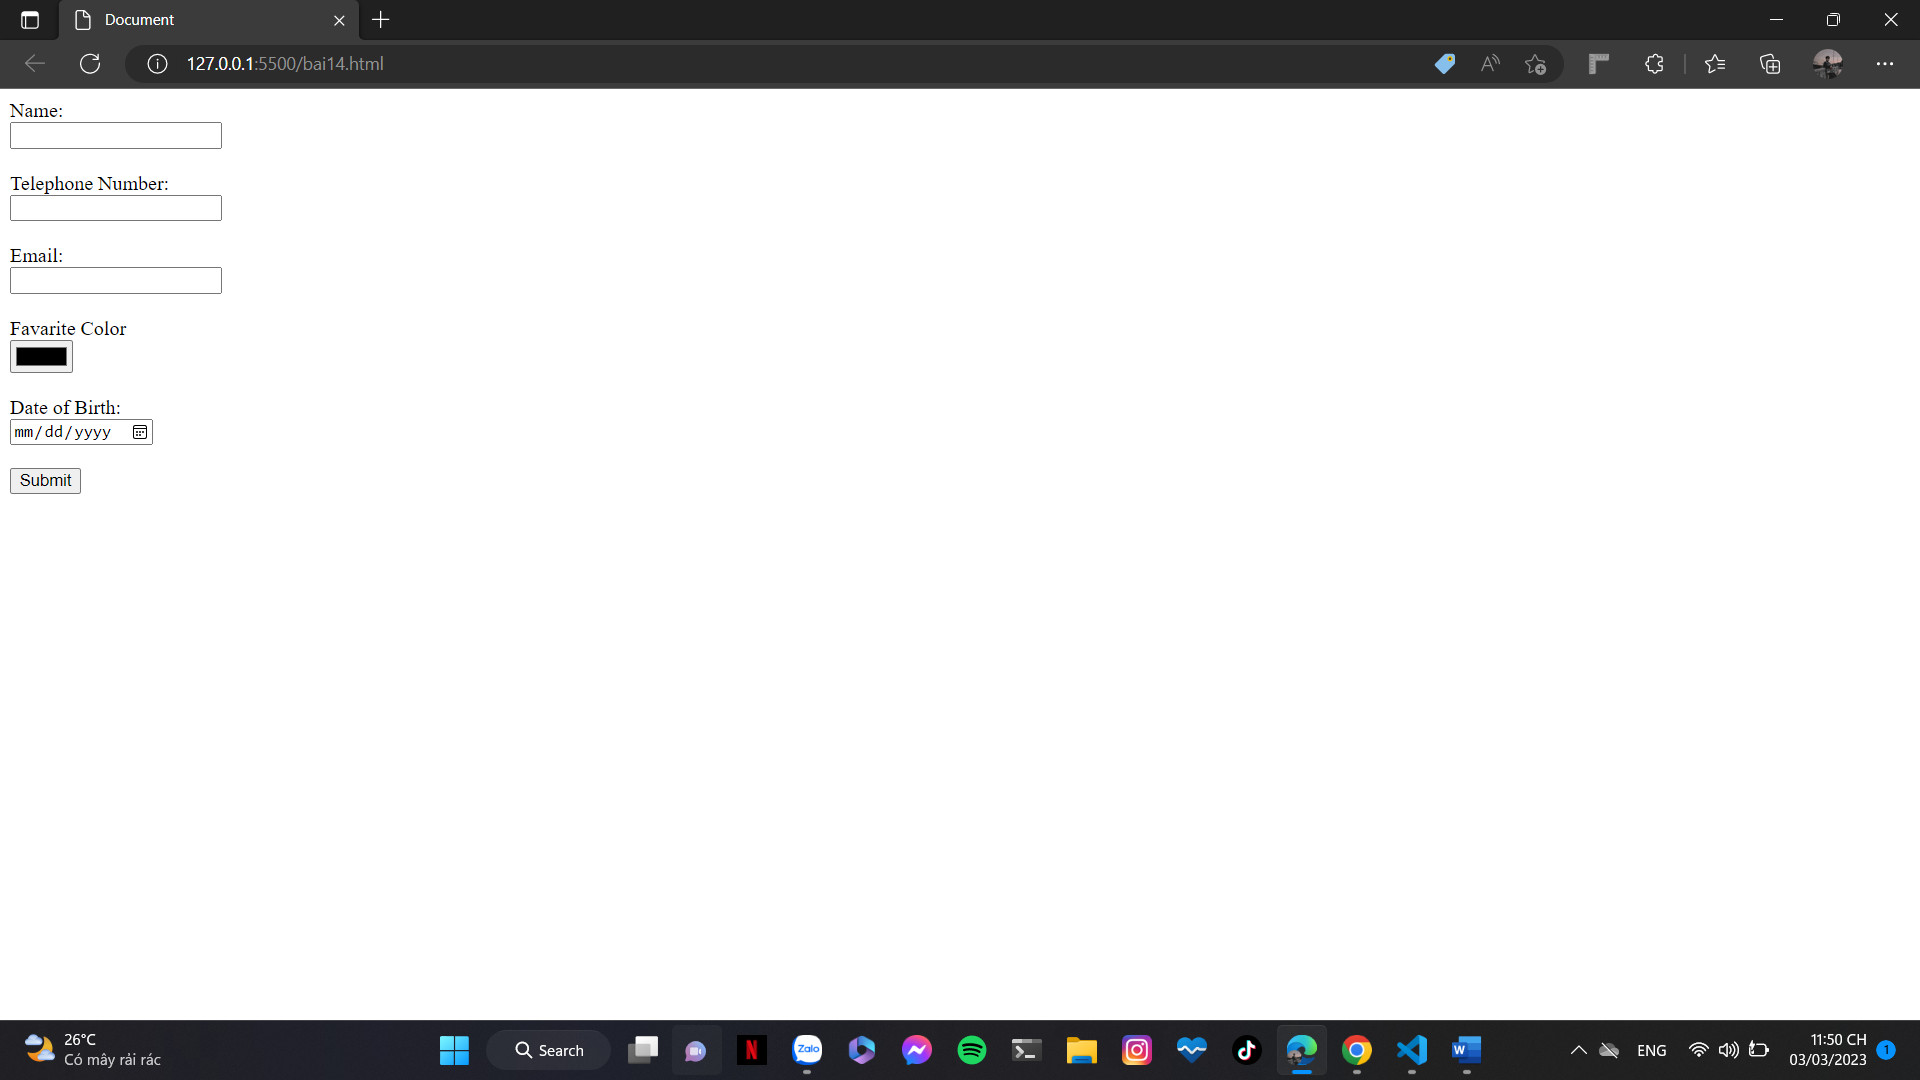 Document
127.0.0.1:5500/bai14.html
Name:
Telephone Number:
Email:
Favarite Color
Date of Birth:
mm/dd/yyyy
Submit
26°C
Có mây rải rác
Search
Zalo
ENG
11:50 CH
03/03/2023
1